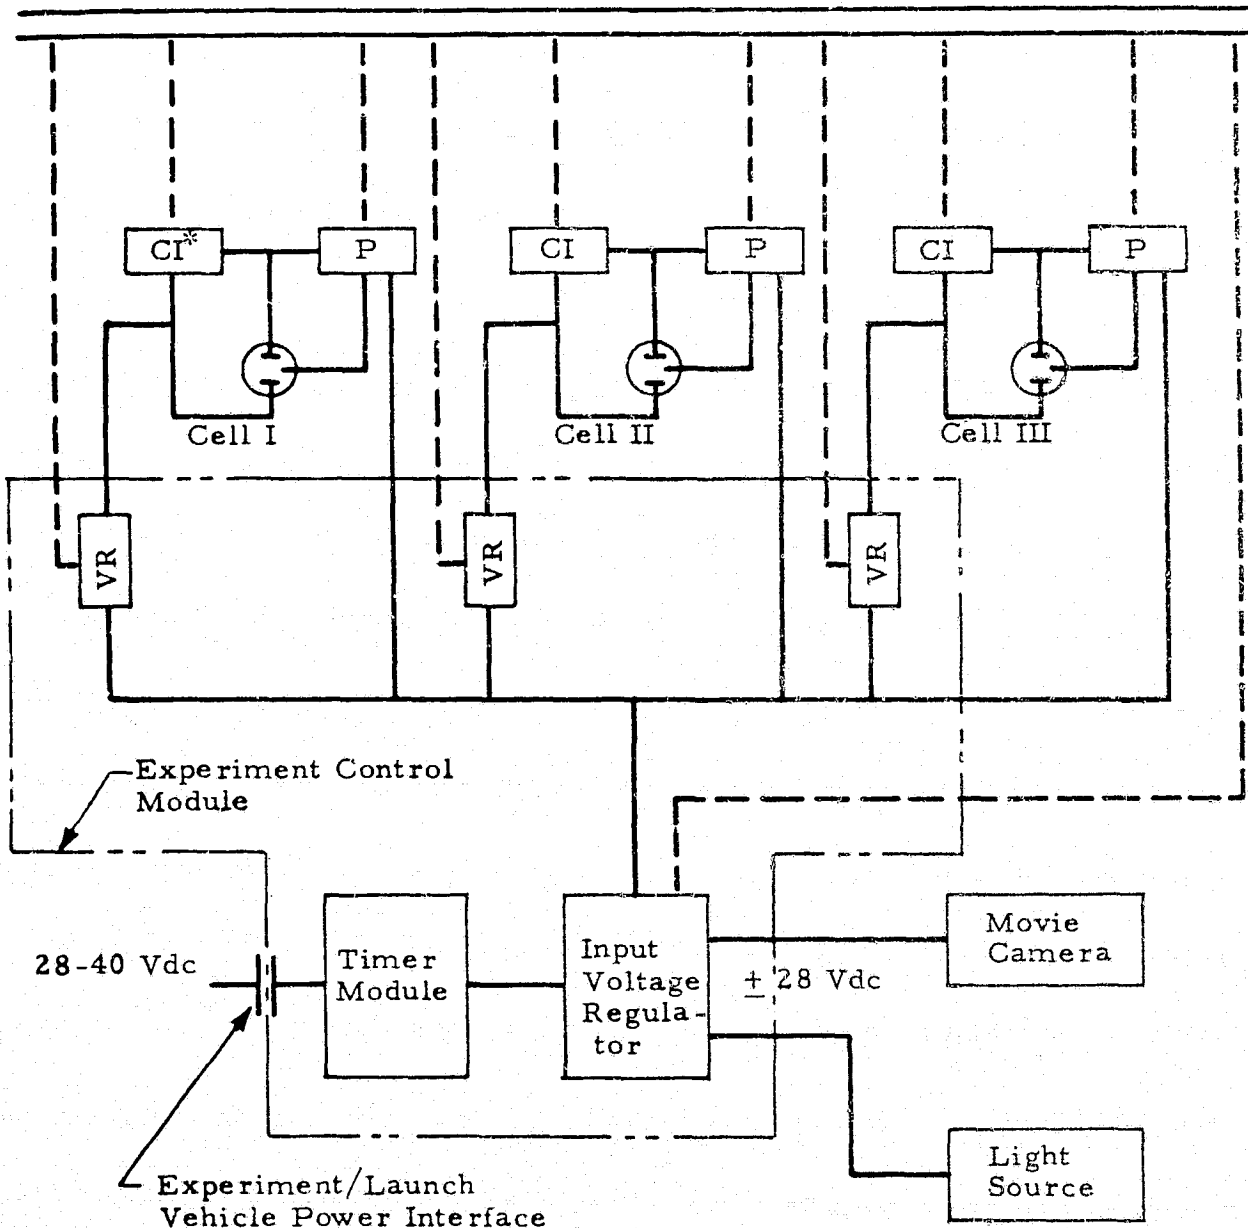 CI*
P
CI
P
CI
P
Cell I
Cell II
Cell III
VR
VR
VR
Experiment Control
Module
28-40 Vdc
Timer
Module
Input
Voltage
Regula-
tor
± 28 Vdc
Movie
Camera
Light
Source
Experiment/Launch
Vehicle Power Interface